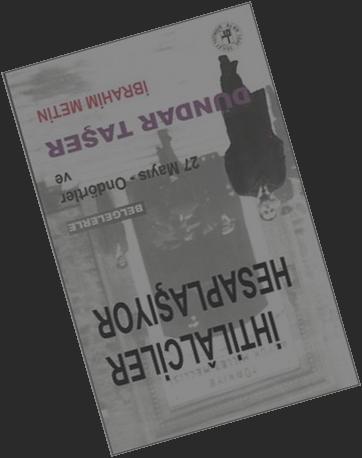 İHTİLÂLCİLER
HESAPLAŞIYOR
BELGELERLE
27 Mayıs - Ondörtler
ve
DÜNDAR TAŞER
İBRAHİM METİN